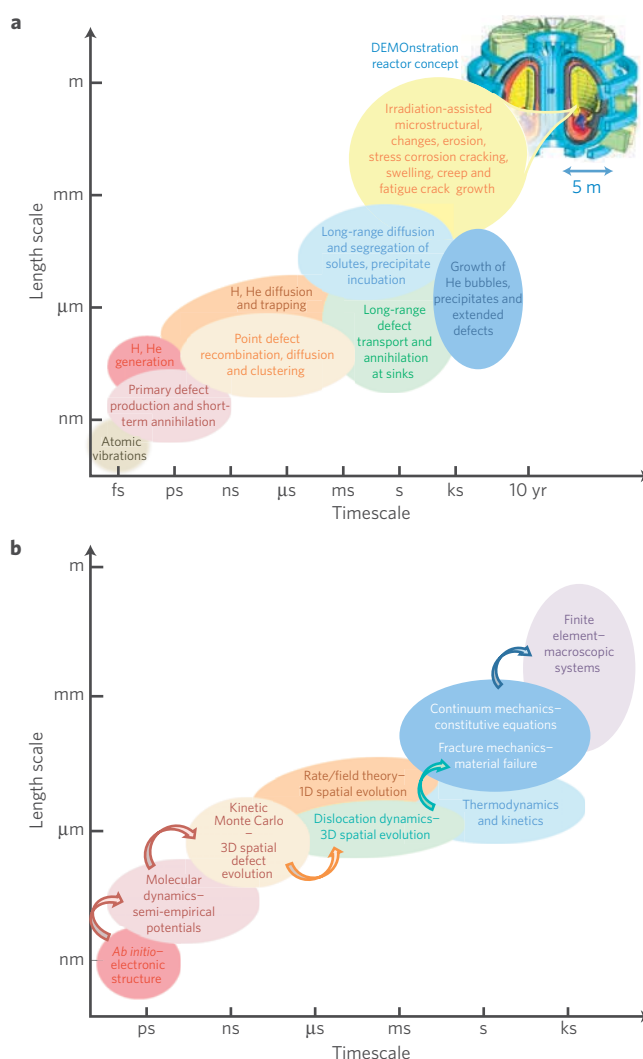 a
DEMOnstration
reactor concept
m
Irradiation-assisted
microstructural,
changes, erosion,
stress corrosion cracking,
swelling, creep and
fatigue crack growth
5 m
mm
Length scale
Long-range diffusion
and segregation of
solutes, precipitate
incubation
Growth of
He bubbles,
precipitates and
extended
defects
H, He diffusion
and trapping
μm
Long-range
defect
transport and
annihilation
at sinks
Point defect
recombination, diffusion
and clustering
H, He
generation
Primary defect
production and short-
term annihilation
nm
Atomic
vibrations
fs ps ns μs ms s ks 10 yr
Timescale
b
m
Finite
element–
macroscopic
systems
mm
Length scale
Continuum mechanics–
constitutive equations
Fracture mechanics–
material failure
Rate/field theory–
1D spatial evolution
Kinetic
Monte Carlo
–
3D spatial
defect
evolution
Dislocation dynamics–
3D spatial evolution
Thermodynamics
and kinetics
μm
Molecular
dynamics–
semi-empirical
potentials
Ab initio–
electronic
structure
nm
ps ns μs ms s ks
Timescale